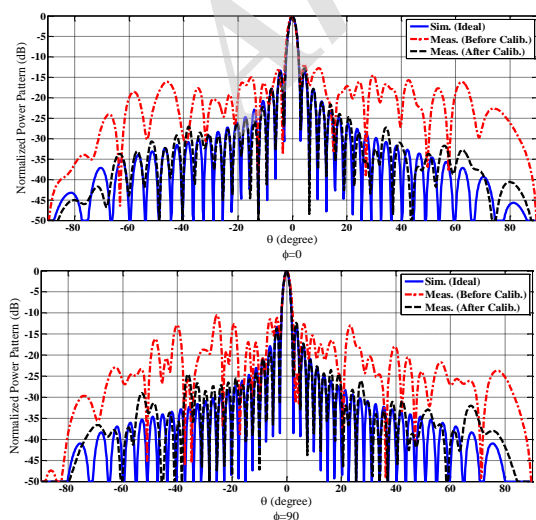 Normalized Power Pattern (dB)
0
-5
-10
-15
-20
-25
-30
-35
-40
-45
-50
Sim. (Ideal)
Meas. (Before Calib.)
Meas. (After Calib.)
-80 -60 -40 -20 0 20 40 60 80
θ (degree)
ϕ=0
Normalized Power Pattern (dB)
0
-5
-10
-15
-20
-25
-30
-35
-40
-45
-50
Sim. (Ideal)
Meas. (Before Calib.)
Meas. (After Calib.)
-80 -60 -40 -20 0 20 40 60 80
θ (degree)
ϕ=90